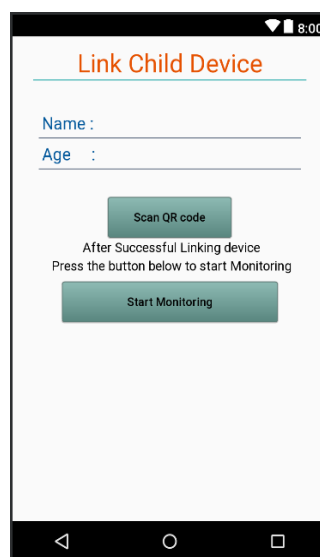 8:00
Link Child Device
Name :
Age :
Scan QR code
After Successful Linking device
Press the button below to start Monitoring
Start Monitoring